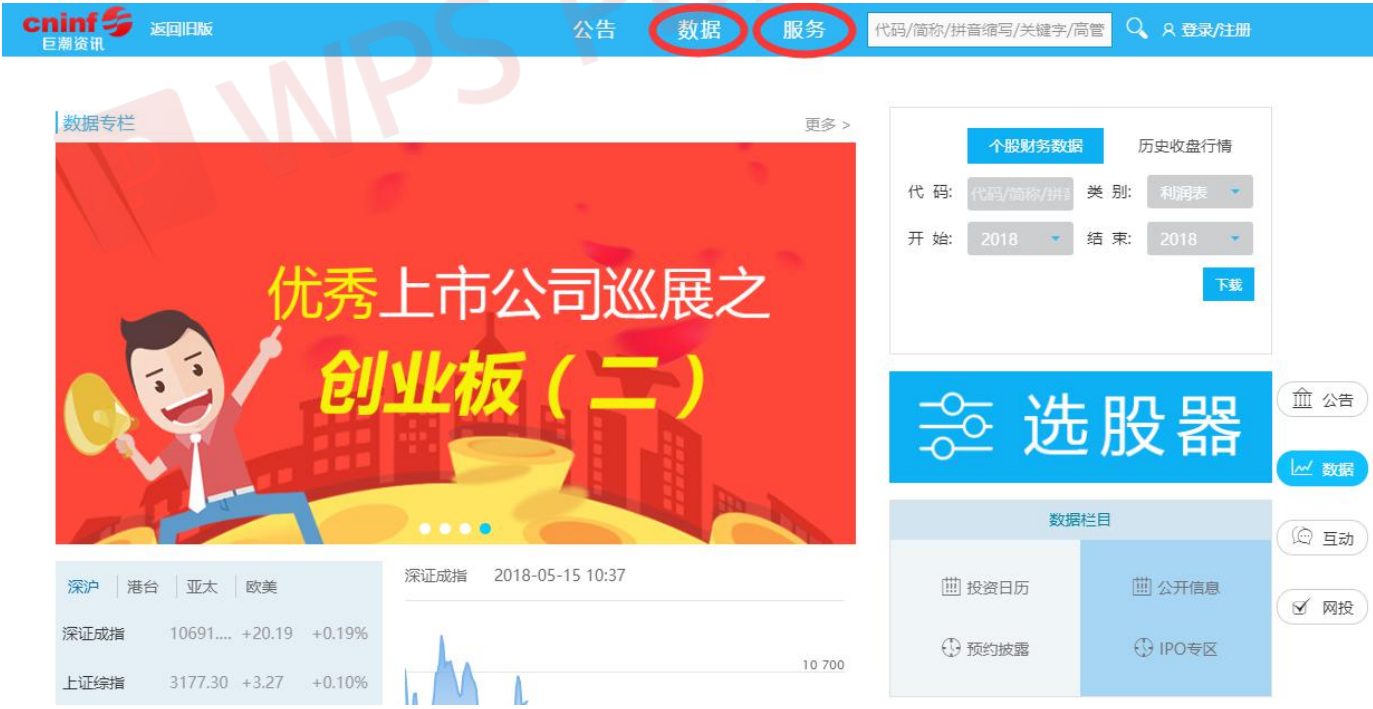 cninf
巨潮资讯
返回旧版
公告 数据 服务
代码/简称/拼音缩写/关键字/高管
登录/注册
WPS
数据专栏
更多 >
优秀上市公司巡展之
创业板(二)
个股财务数据 历史收盘行情
代 码: 代码/简称/拼音 类 别: 利润表
开 始: 2018 结 束: 2018
下载
选股器
数据栏目
投资日历 公开信息
预约披露 IPO专区
公告
数据
互动
网投
深沪 港台 亚太 欧美
深证成指 10691.... +20.19 +0.19%
上证综指 3177.30 +3.27 +0.10%
深证成指 2018-05-15 10:37
10 700